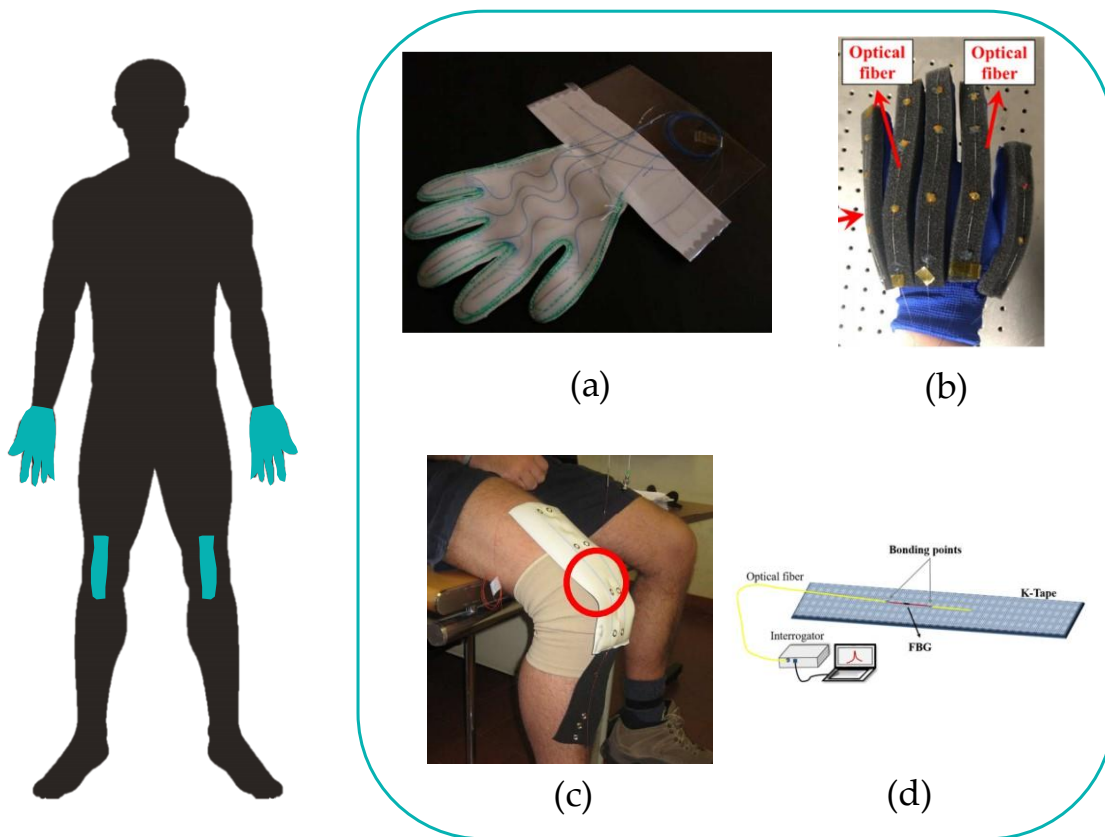 Optical
fiber
Optical
fiber
(a)
(b)
Bonding points
Optical fiber
K-Tape
Interrogator
FBG
(c)
(d)